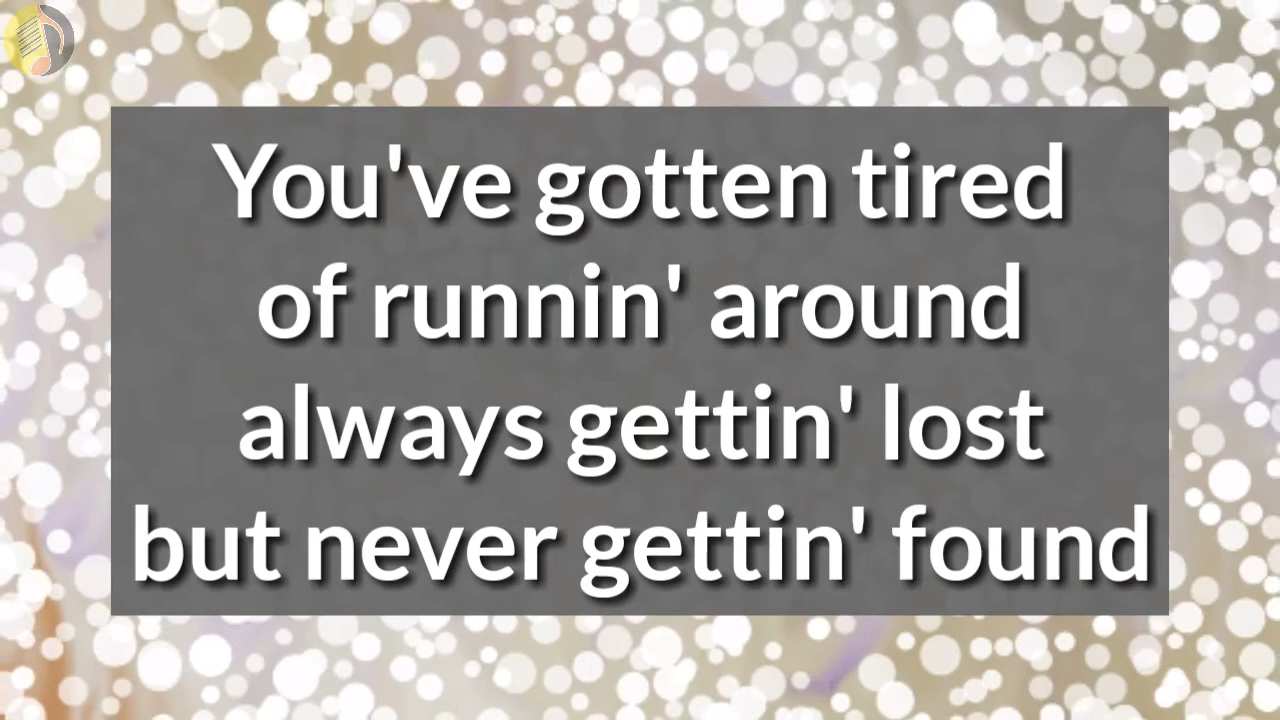 You've gotten tired
of runnin' around
always gettin' lost
but never gettin' found